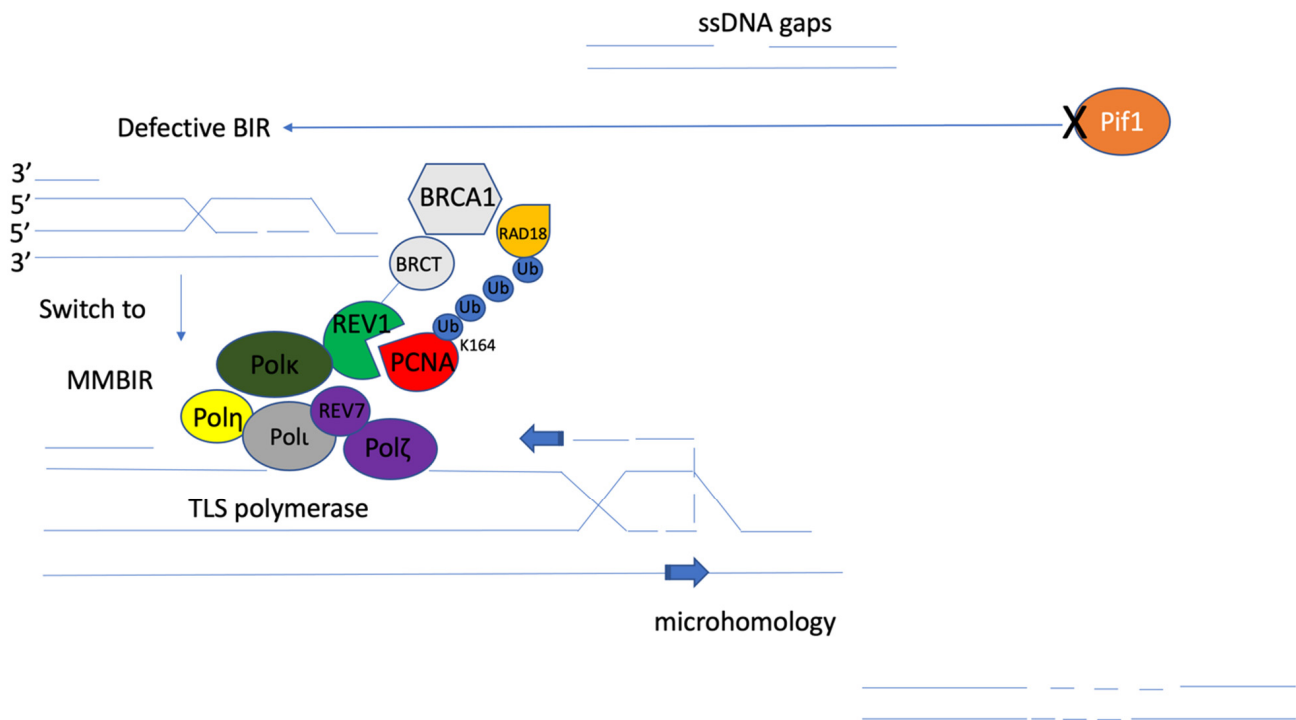 ssDNA gaps
Defective BIR
X
Pif1
3’
5’
5’
3’
BRCA1
RAD18
BRCT
Ub
Ub
Ub
Ub
K164
Switch to
REV1
PCNA
Polκ
MMBIR
Polη
Polι
REV7
Polζ
TLS polymerase
microhomology